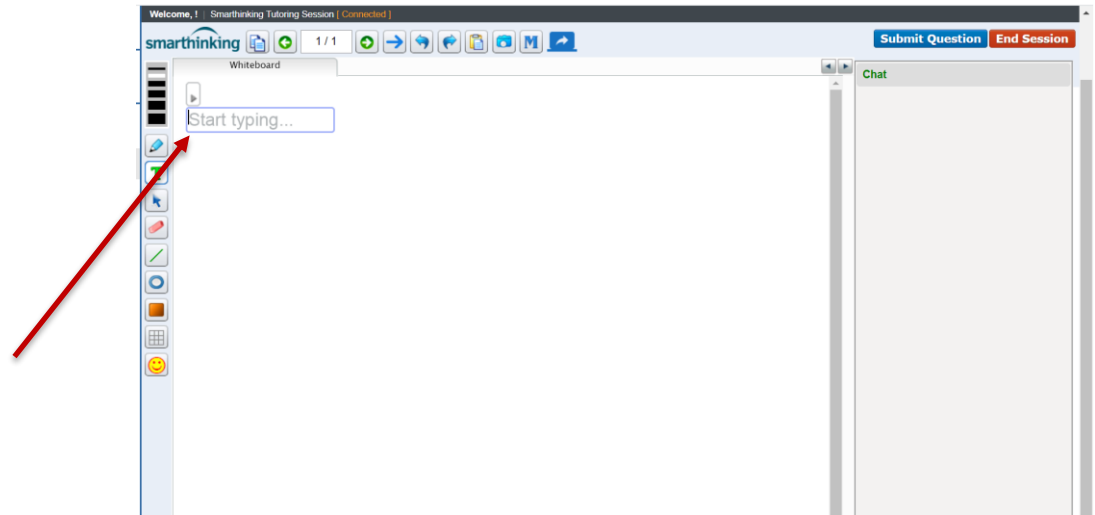 Welcome, ! | Smarthinking Tutoring Session [ Connected ]
smarthinking 1 / 1 M Submit Question End Session
Whiteboard
Chat
Start typing...
T